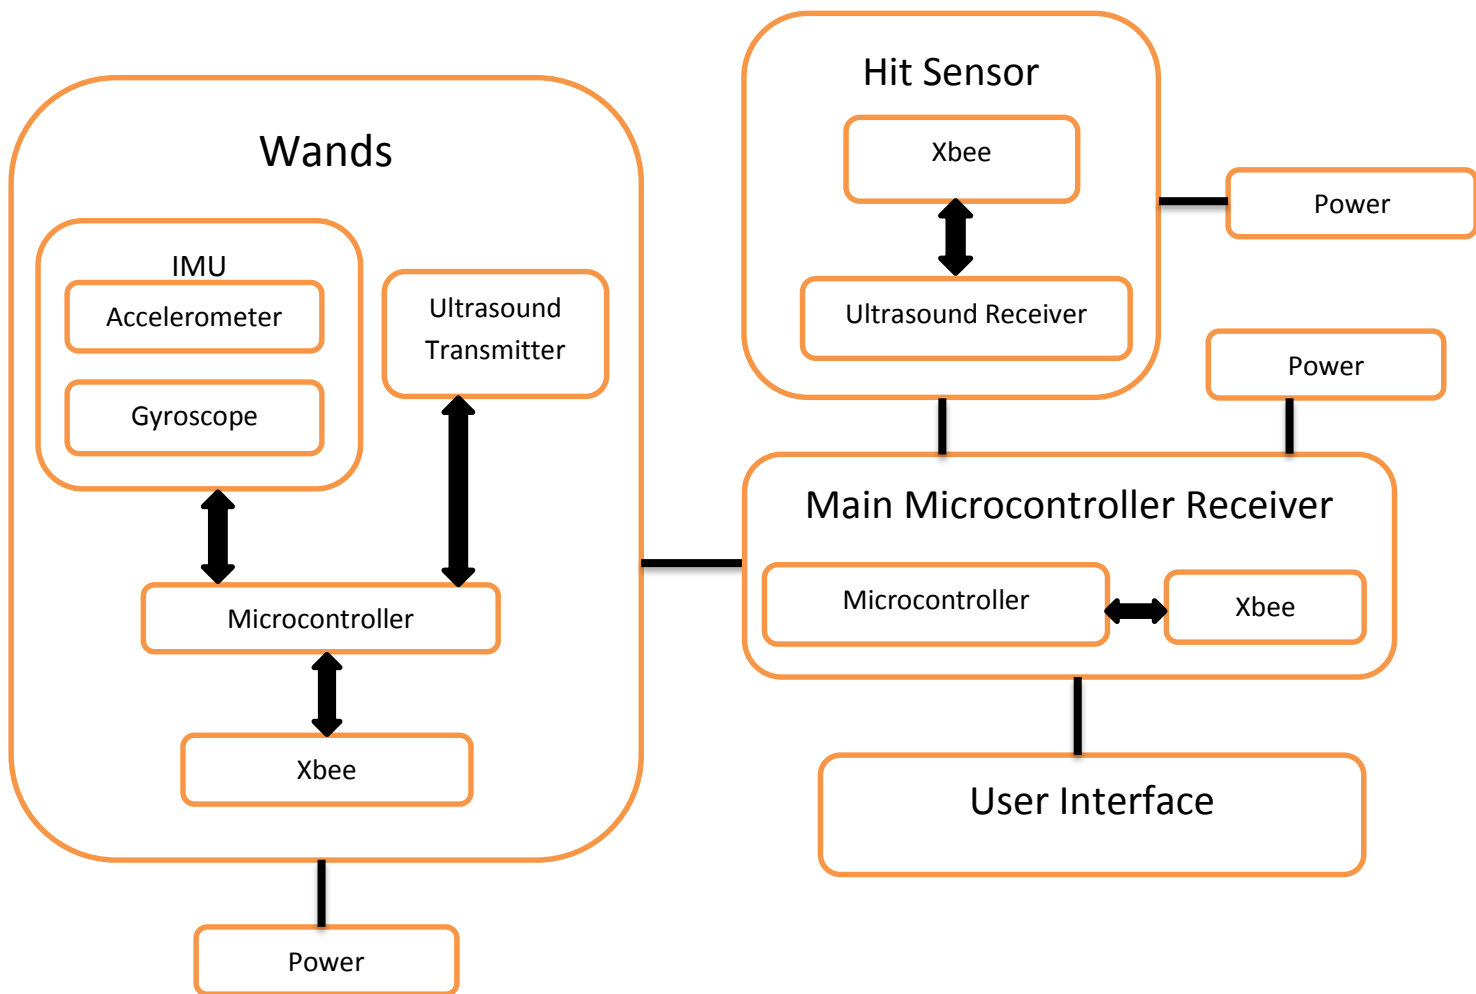 Wands
IMU
Accelerometer
Gyroscope
Ultrasound
Transmitter
Microcontroller
Xbee
Power
Hit Sensor
Xbee
Ultrasound Receiver
Power
Power
Main Microcontroller Receiver
Microcontroller
Xbee
User Interface